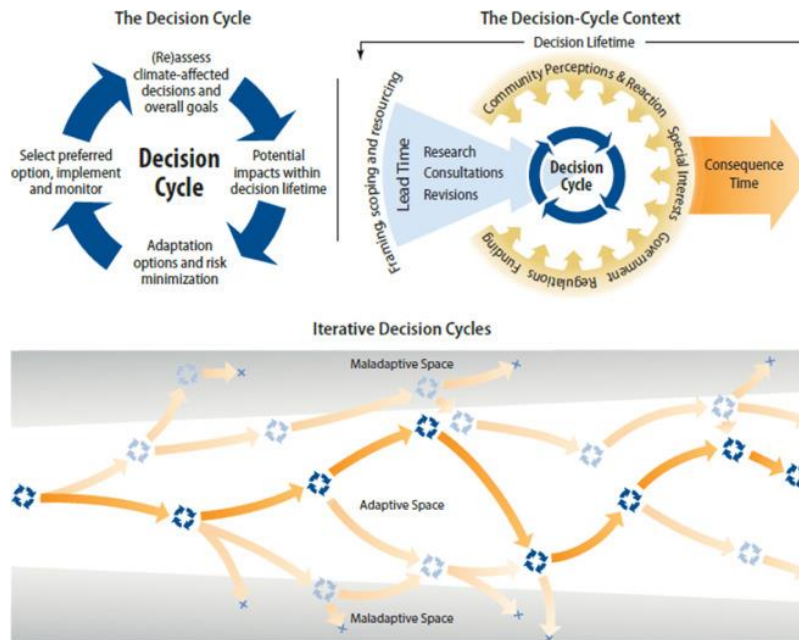 The Decision Cycle
(Re)assess
climate-affected
decisions and
overall goals
Select preferred
option, implement
and monitor
Decision
Cycle
Potential
impacts within
decision lifetime
Adaptation
options and risk
minimization
The Decision-Cycle Context
Decision Lifetime
Framing, scoping and resourcing
Lead Time
Research
Consultations
Revisions
Decision
Cycle
Community Perceptions & Reaction
Special Interests
Government
Regulations
Funding
Consequence
Time
Iterative Decision Cycles
Maladaptive Space
Adaptive Space
Maladaptive Space